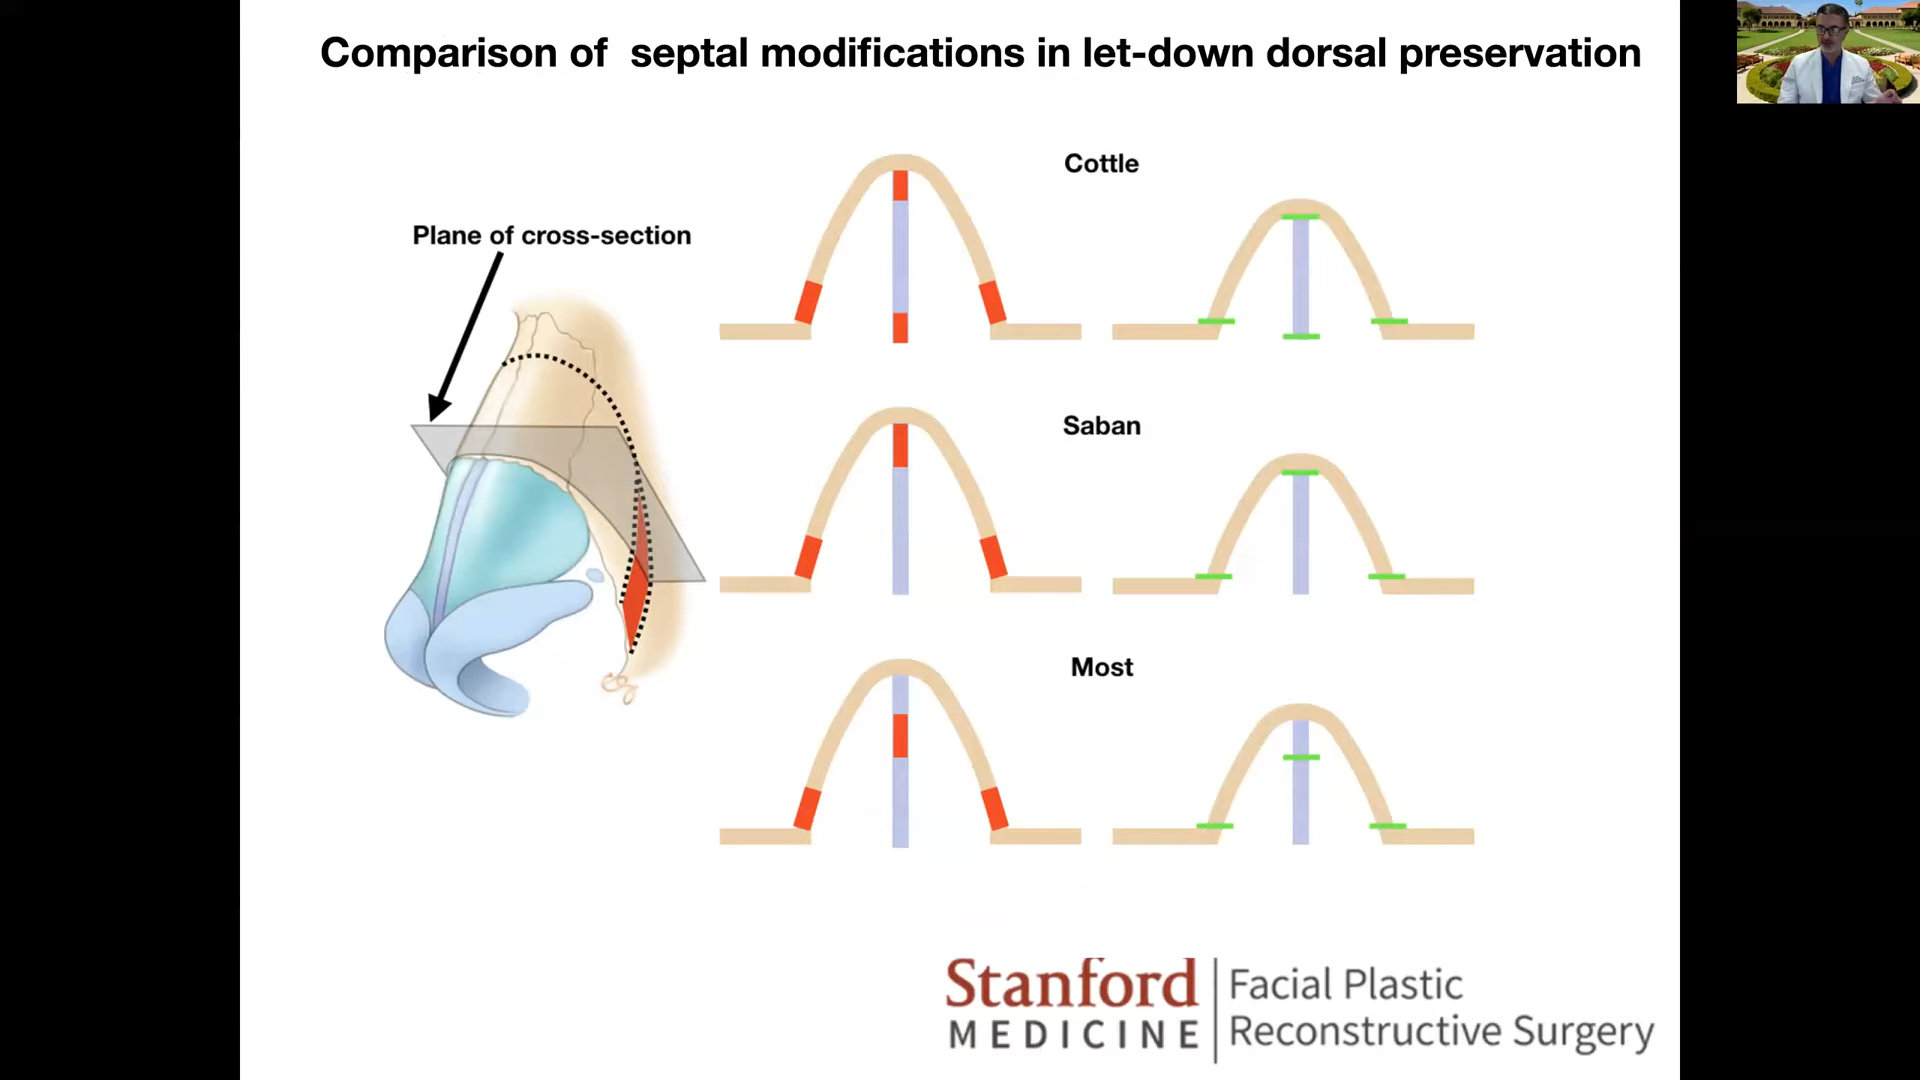 Comparison of septal modifications in let-down dorsal preservation
Cottle
Plane of cross-section
Saban
Most
Stanford
MEDICINE
Facial Plastic
Reconstructive Surgery